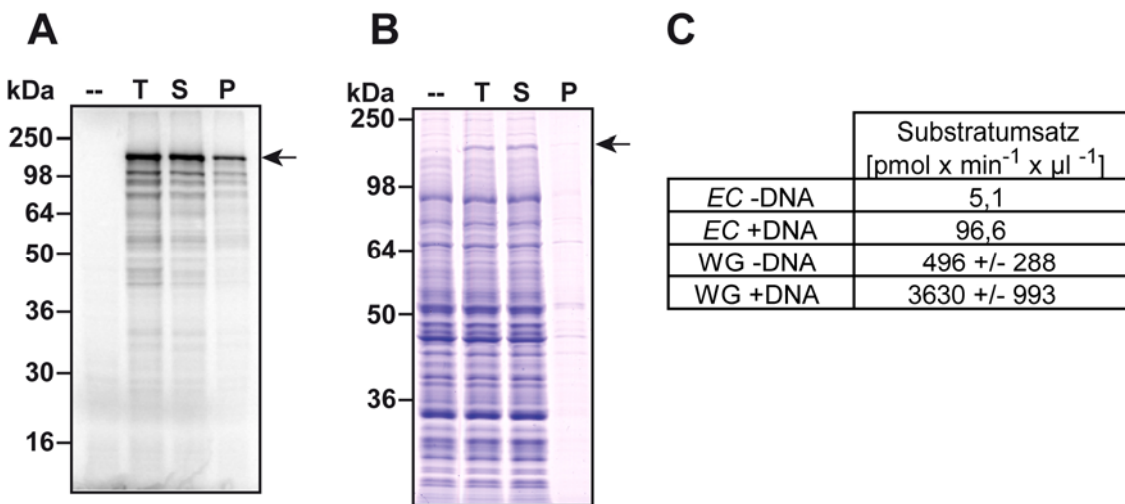 A
kDa -- T S P
250
98
64
50
36
30
16
B
kDa -- T S P
250
98
64
50
36
C
Substratumsatz
[pmol x min-1 x µl -1]
EC -DNA 5,1
EC +DNA 96,6
WG -DNA 496 +/- 288
WG +DNA 3630 +/- 993